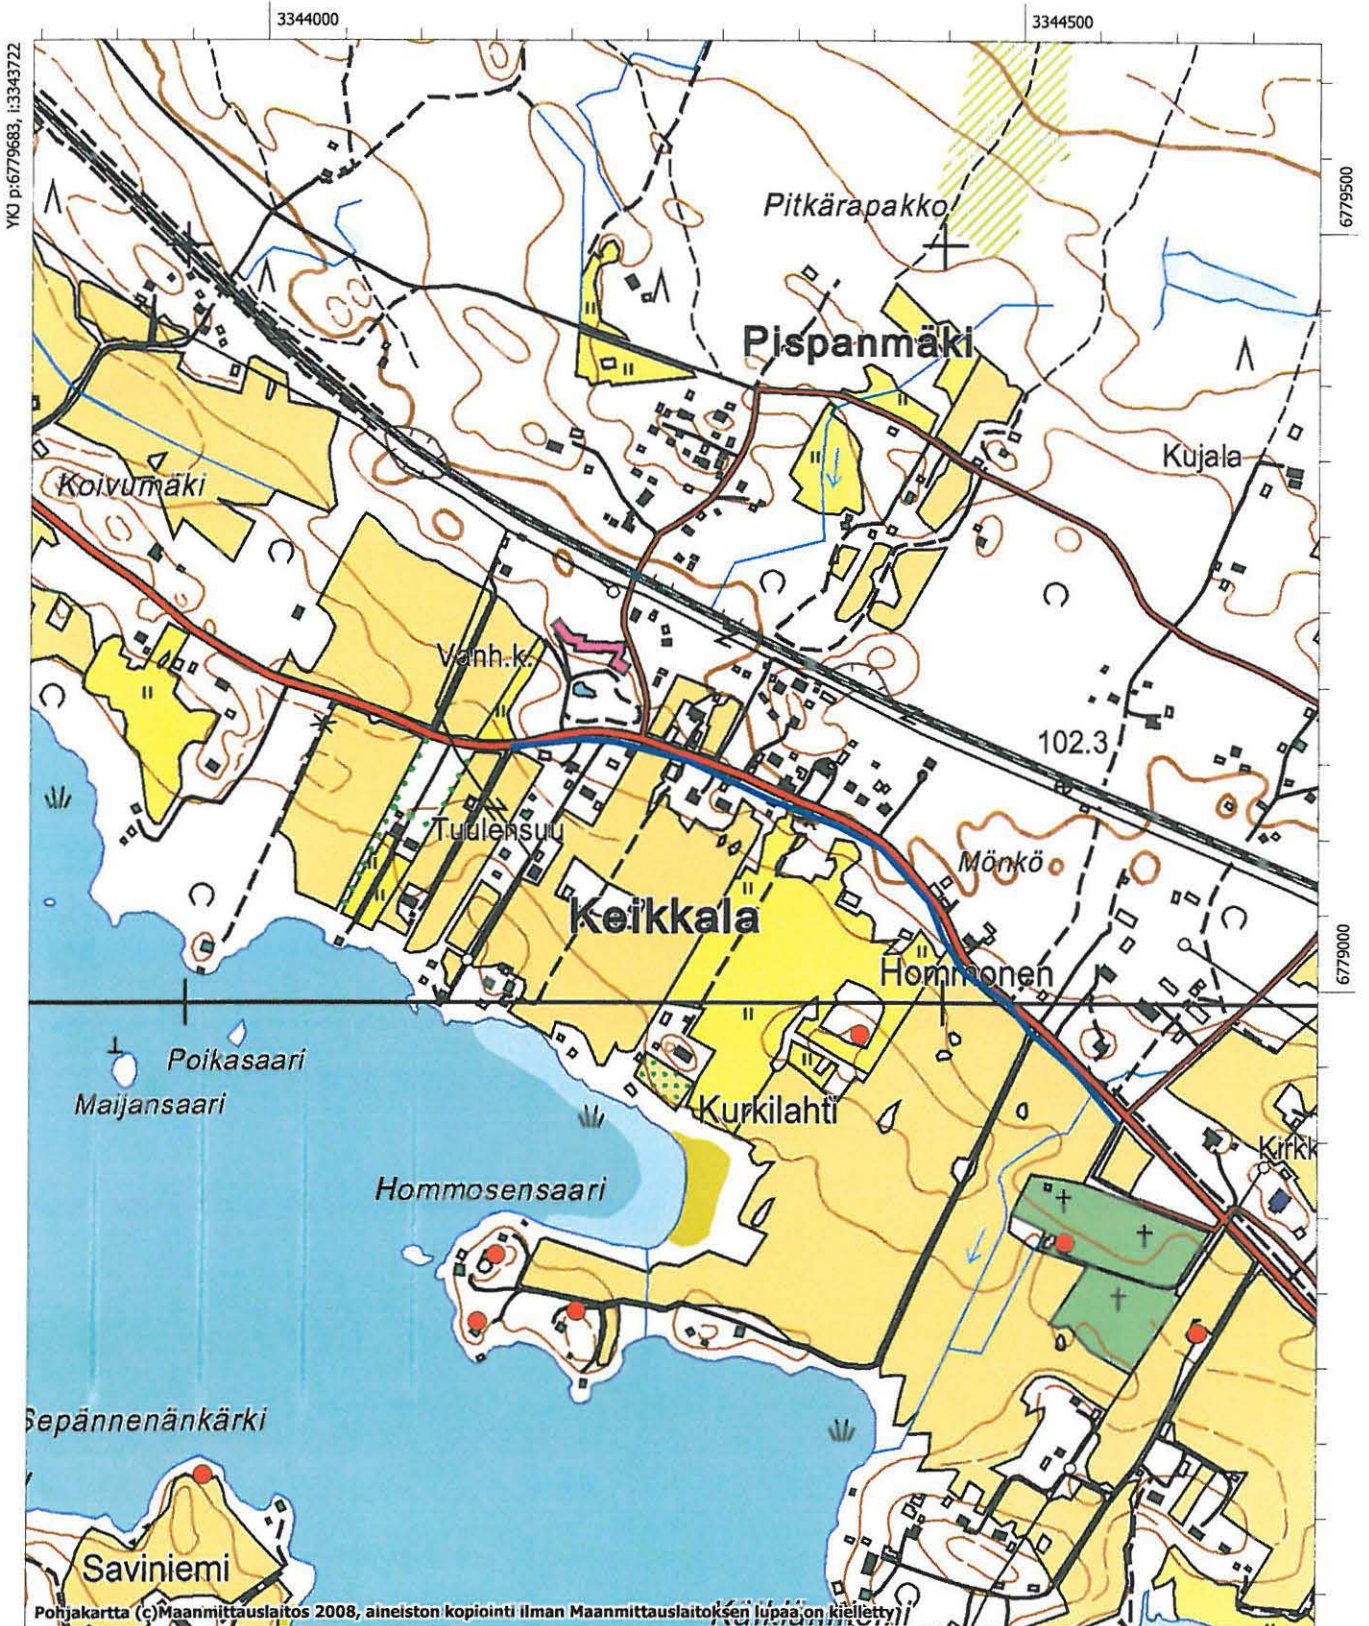 3344000
3344500
YKJ p:6779683, i:3343722
6779500
Pitkärapakko
Pispanmäki
Kujala
Koivumäki
Vanh.k.
102.3
Tuulensuu
Mönkö
Keikkala
6779000
Hommonen
Poikasaari
Maijansaari
Kurkilahti
Kirkk
Hommosensaari
Sepännenänkärki
Saviniemi
Pohjakartta (c)Maanmittauslaitos 2008, aineiston kopiointi ilman Maanmittauslaitoksen lupaa on kielletty